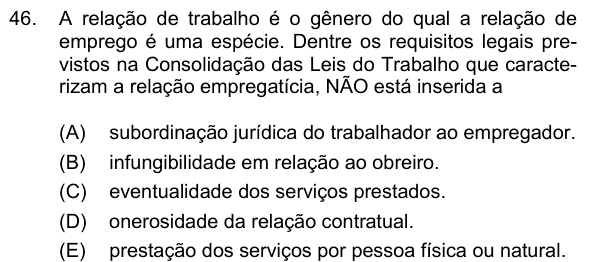 46. A relação de trabalho é o gênero do qual a relação de
emprego é uma espécie. Dentre os requisitos legais pre-
vistos na Consolidação das Leis do Trabalho que caracte-
rizam a relação empregatícia, NÃO está inserida a
(A) subordinação jurídica do trabalhador ao empregador.
(B) infungibilidade em relação ao obreiro.
(C) eventualidade dos serviços prestados.
(D) onerosidade da relação contratual.
(E) prestação dos serviços por pessoa física ou natural.